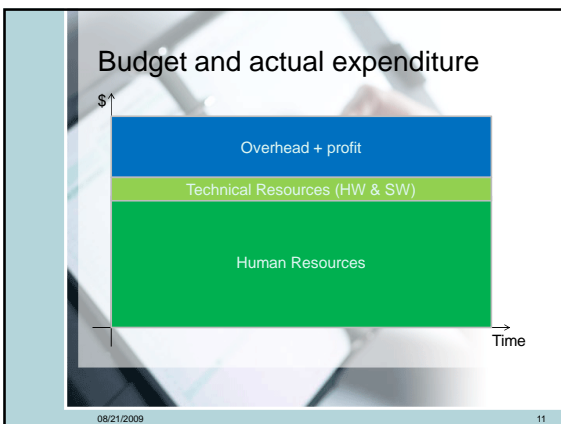 Budget and actual expenditure
$
Overhead + profit
Technical Resources (HW & SW)
Human Resources
Time
08/21/2009
11